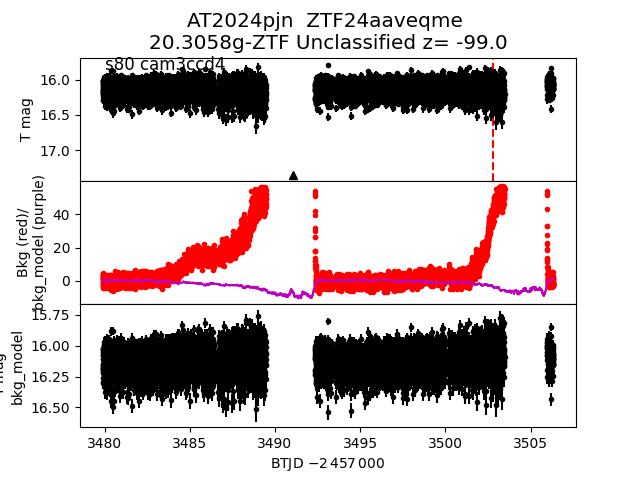 AT2024pjn ZTF24aaveqme
20.3058g-ZTF Unclassified z= -99.0
s80 cam3ccd4
T mag
16.0
16.5
17.0
Bkg (red)/
bkg_model (purple)
40
20
0
bkg_model
15.75
16.00
16.25
16.50
3480 3485 3490 3495 3500 3505
BTJD −2 457 000